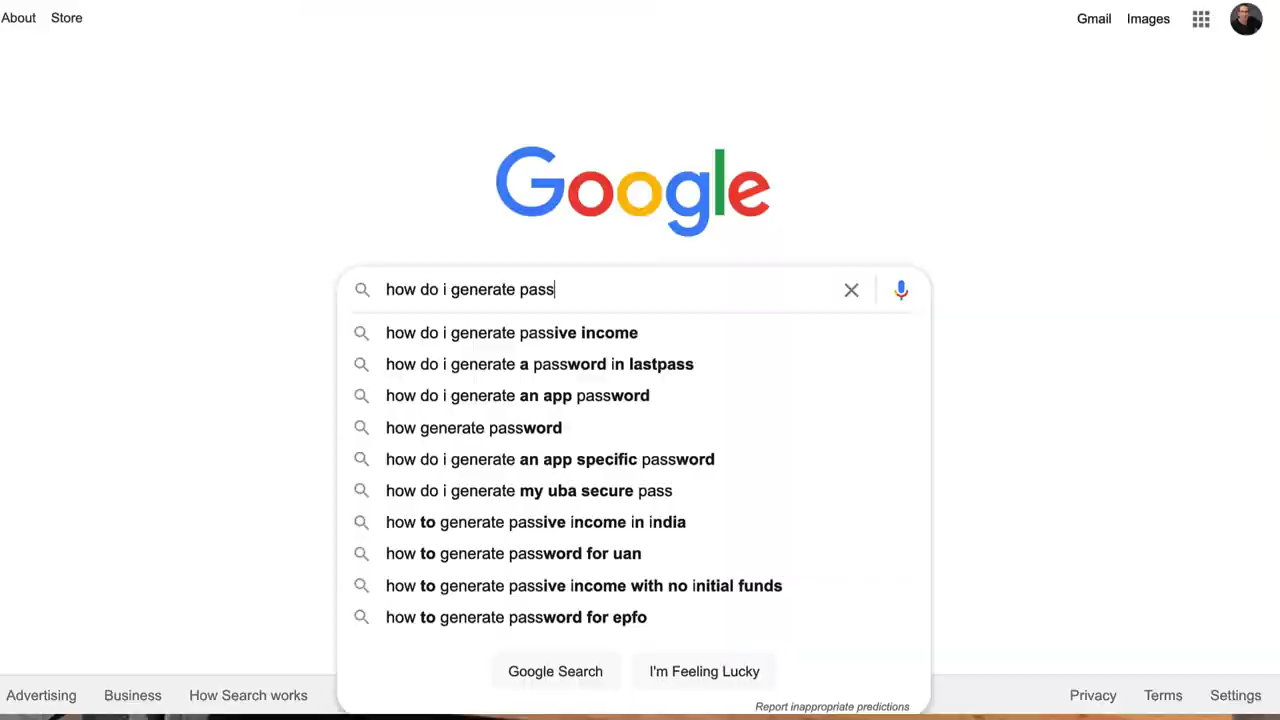 About Store Gmail Images
Google
how do i generate pass
how do i generate passive income
how do i generate a password in lastpass
how do i generate an app password
how generate password
how do i generate an app specific password
how do i generate my uba secure pass
how to generate passive income in india
how to generate password for uan
how to generate passive income with no initial funds
how to generate password for epfo
Google Search I'm Feeling Lucky
Advertising Business How Search works Privacy Terms Settings
Report inappropriate predictions